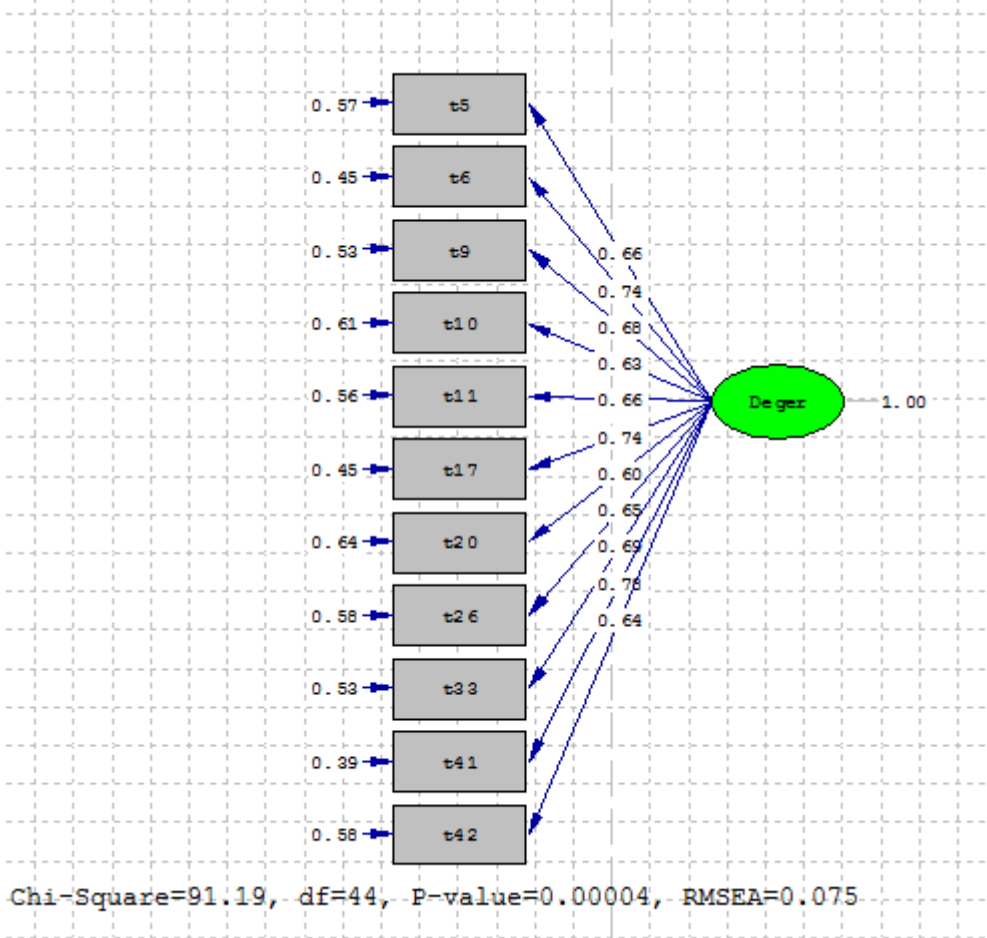 0.57 t5
0.45 t6
0.53 t9
0.61 t10
0.56 t11
0.45 t17
0.64 t20
0.58 t26
0.53 t33
0.39 t41
0.58 t42
0.66
0.74
0.68
0.63
0.66
0.74
0.60
0.65
0.69
0.78
0.64
Deger 1.00
Chi-Square=91.19, df=44, P-value=0.00004, RMSEA=0.075